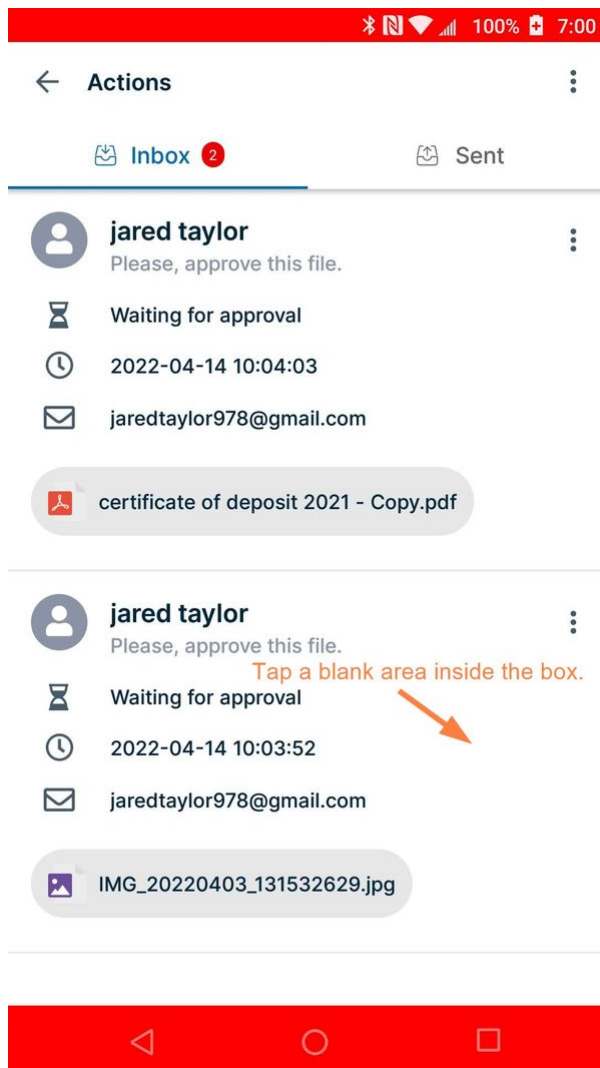 100% 7:00
Actions
Inbox 2 Sent
jared taylor
Please, approve this file.
Waiting for approval
2022-04-14 10:04:03
jaredtaylor978@gmail.com
certificate of deposit 2021 - Copy.pdf
jared taylor
Please, approve this file.
Tap a blank area inside the box.
Waiting for approval
2022-04-14 10:03:52
jaredtaylor978@gmail.com
IMG_20220403_131532629.jpg